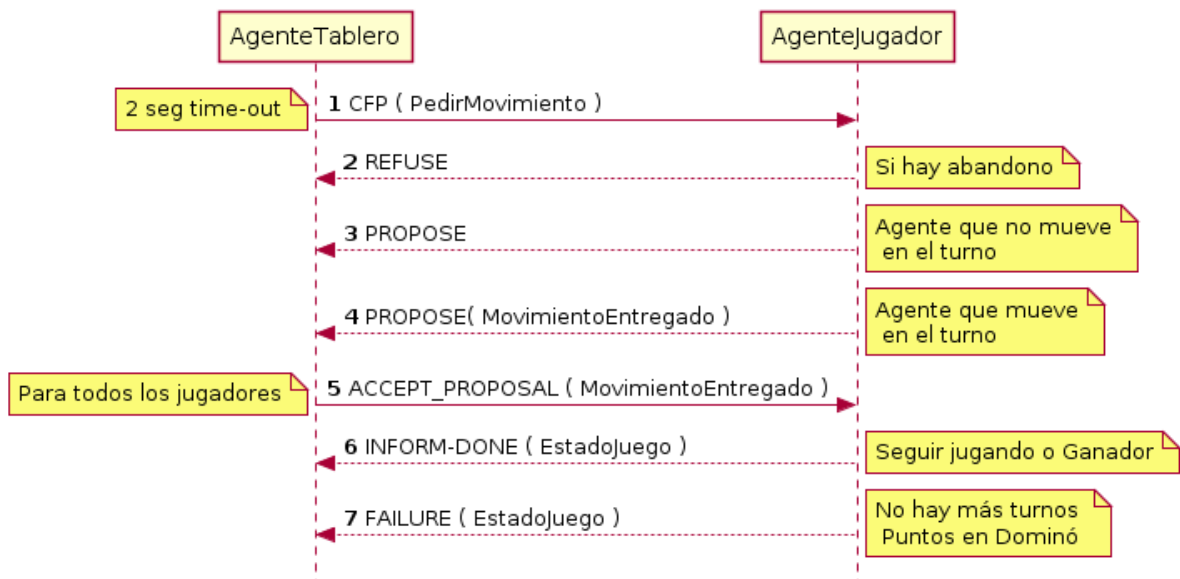 AgenteTablero
AgenteJugador
2 seg time-out
1 CFP ( PedirMovimiento )
2 REFUSE
Si hay abandono
3 PROPOSE
Agente que no mueve
en el turno
4 PROPOSE( MovimientoEntregado )
Agente que mueve
en el turno
Para todos los jugadores
5 ACCEPT_PROPOSAL ( MovimientoEntregado )
6 INFORM-DONE ( EstadoJuego )
Seguir jugando o Ganador
7 FAILURE ( EstadoJuego )
No hay más turnos
Puntos en Dominó